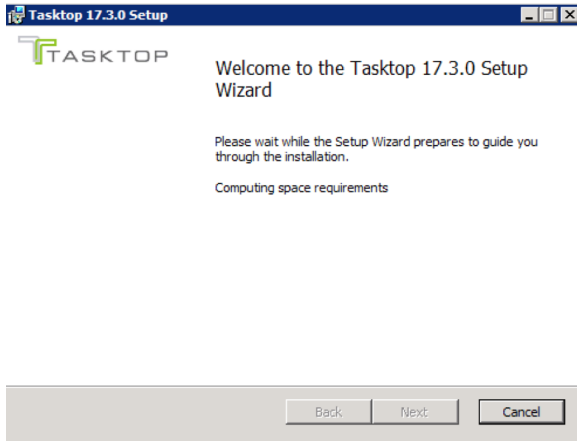 Tasktop 17.3.0 Setup
TASKTOP
Welcome to the Tasktop 17.3.0 Setup
Wizard
Please wait while the Setup Wizard prepares to guide you
through the installation.
Computing space requirements
Back Next Cancel